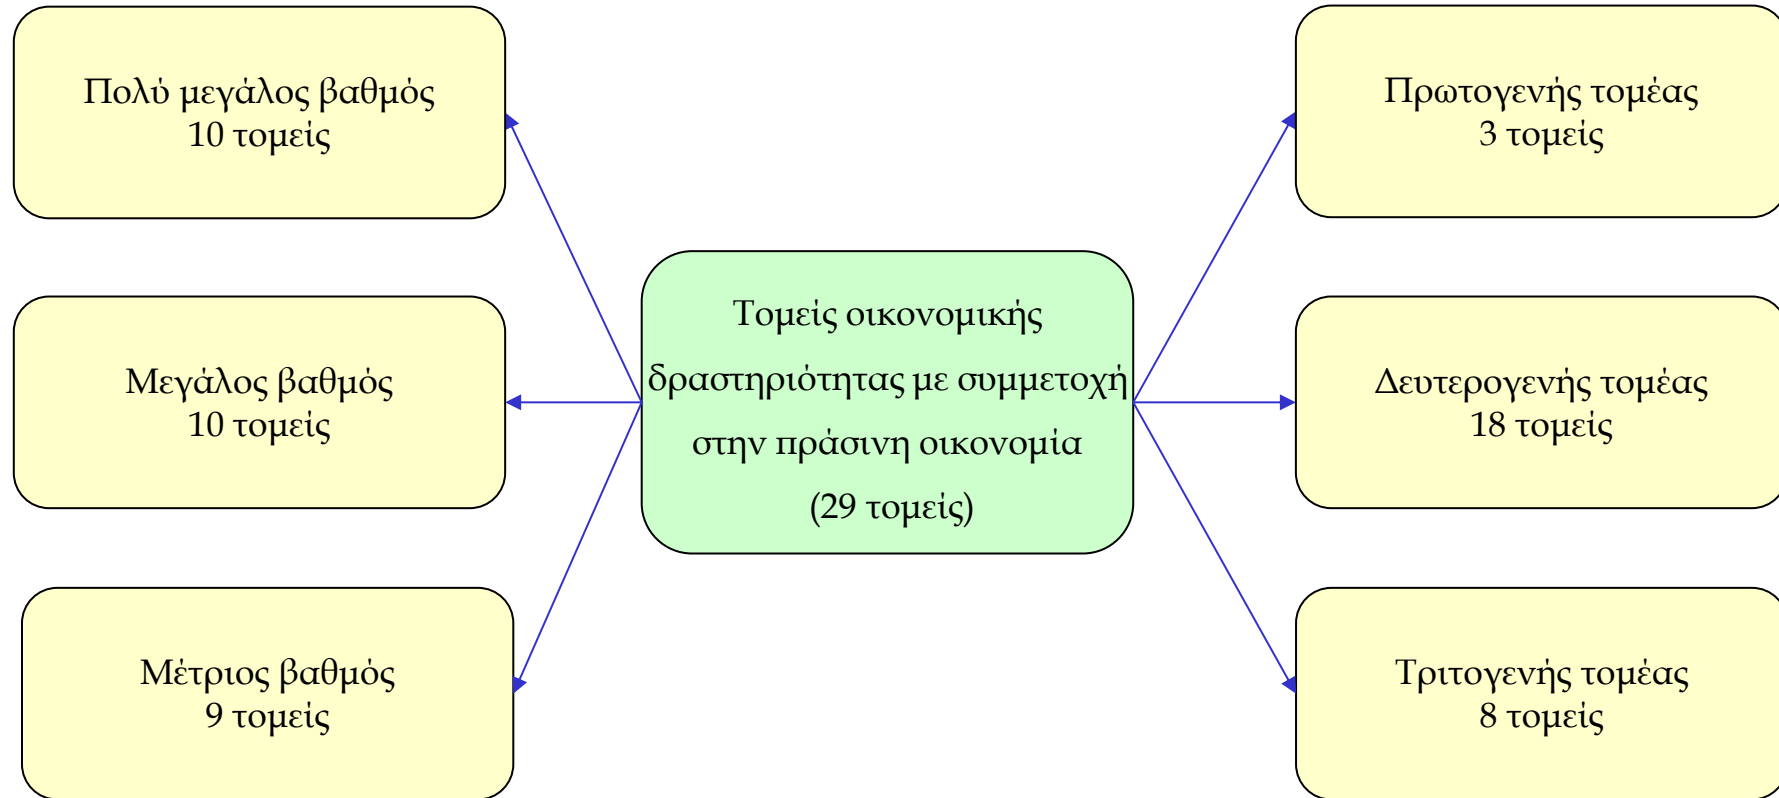 Πολύ μεγάλος βαθμός
10 τομείς
Μεγάλος βαθμός
10 τομείς
Μέτριος βαθμός
9 τομείς
Τομείς οικονομικής
δραστηριότητας με συμμετοχή
στην πράσινη οικονομία
(29 τομείς)
Πρωτογενής τομέας
3 τομείς
Δευτερογενής τομέας
18 τομείς
Τριτογενής τομέας
8 τομείς